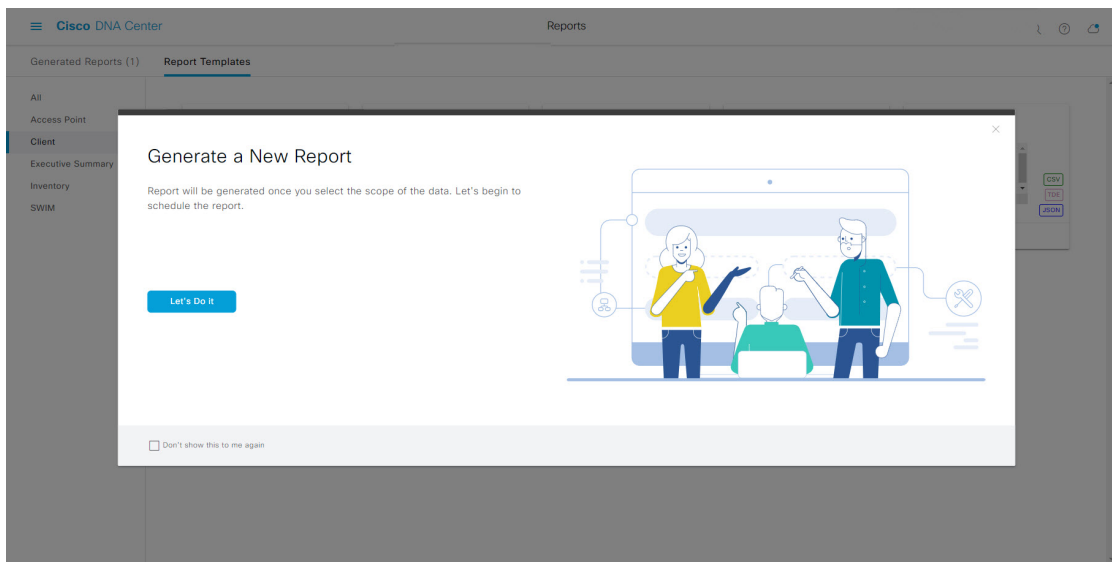 Cisco DNA Center
Reports
Generated Reports (1)
Report Templates
All
Access Point
Client
Executive Summary
Inventory
SWIM
Generate a New Report
Report will be generated once you select the scope of the data. Let's begin to
schedule the report.
Let's Do it
Don't show this to me again
CSV
TDE
JSON